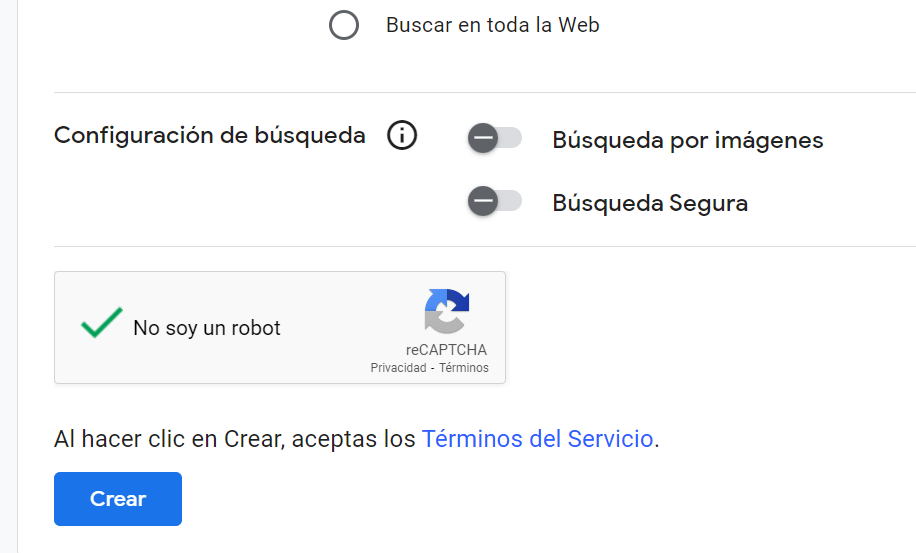 Buscar en toda la Web
Configuración de búsqueda
Búsqueda por imágenes
Búsqueda Segura
No soy un robot
reCAPTCHA
Privacidad - Términos
Al hacer clic en Crear, aceptas los Términos del Servicio.
Crear